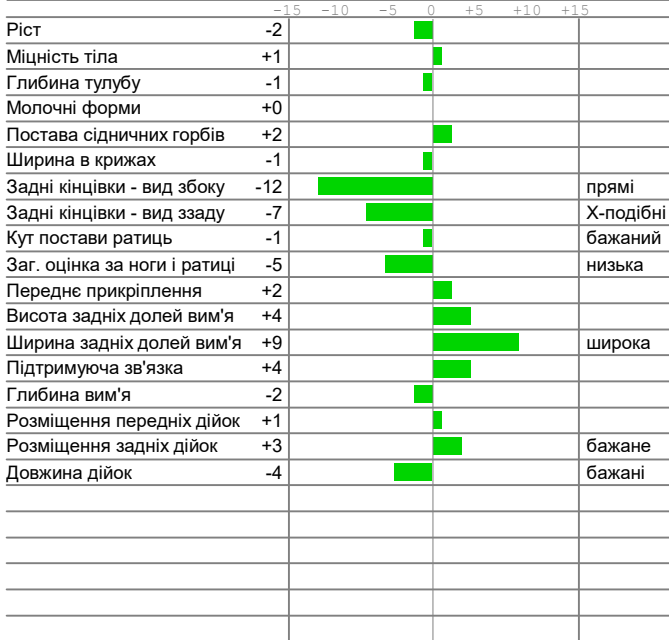 -15 -10 -5 0 +5 +10 +15
Ріст -2
Міцність тіла +1
Глибина тулубу -1
Молочні форми +0
Постава сідничних горбів +2
Ширина в крижах -1
Задні кінцівки - вид збоку -12 прямі
Задні кінцівки - вид ззаду -7 Х-подібні
Кут постави ратиць -1 бажаний
Заг. оцінка за ноги і ратиці -5 низька
Переднє прикріплення +2
Висота задніх долей вим'я +4
Ширина задніх долей вим'я +9 широка
Підтримуюча зв'язка +4
Глибина вим'я -2
Розміщення передніх дійок +1
Розміщення задніх дійок +3 бажане
Довжина дійок -4 бажані